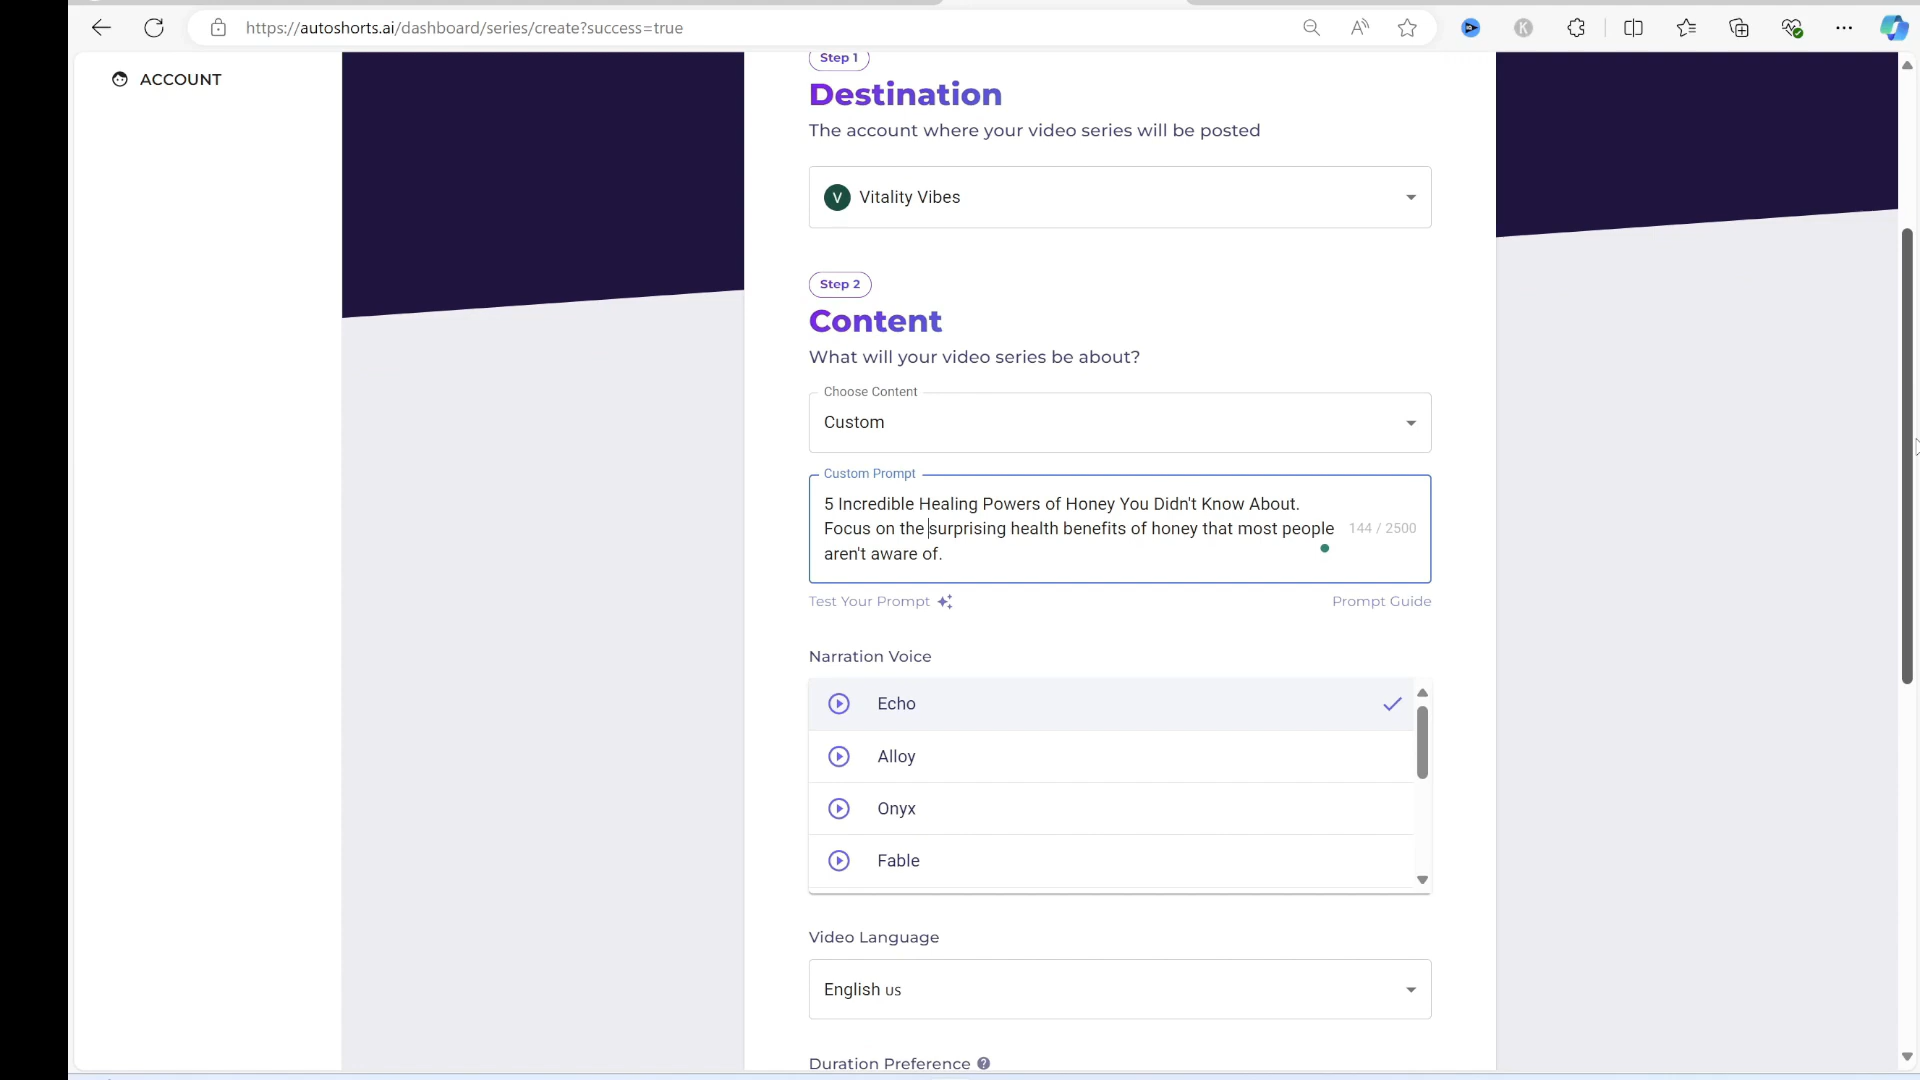 https://autoshorts.ai/dashboard/series/create?success=true
ACCOUNT
Step 1
Destination
The account where your video series will be posted
V Vitality Vibes
Step 2
Content
What will your video series be about?
Choose Content
Custom
Custom Prompt
5 Incredible Healing Powers of Honey You Didn't Know About.
Focus on the surprising health benefits of honey that most people
144 / 2500
aren't aware of.
Test Your Prompt
Prompt Guide
Narration Voice
Echo
Alloy
Onyx
Fable
Video Language
English us
Duration Preference